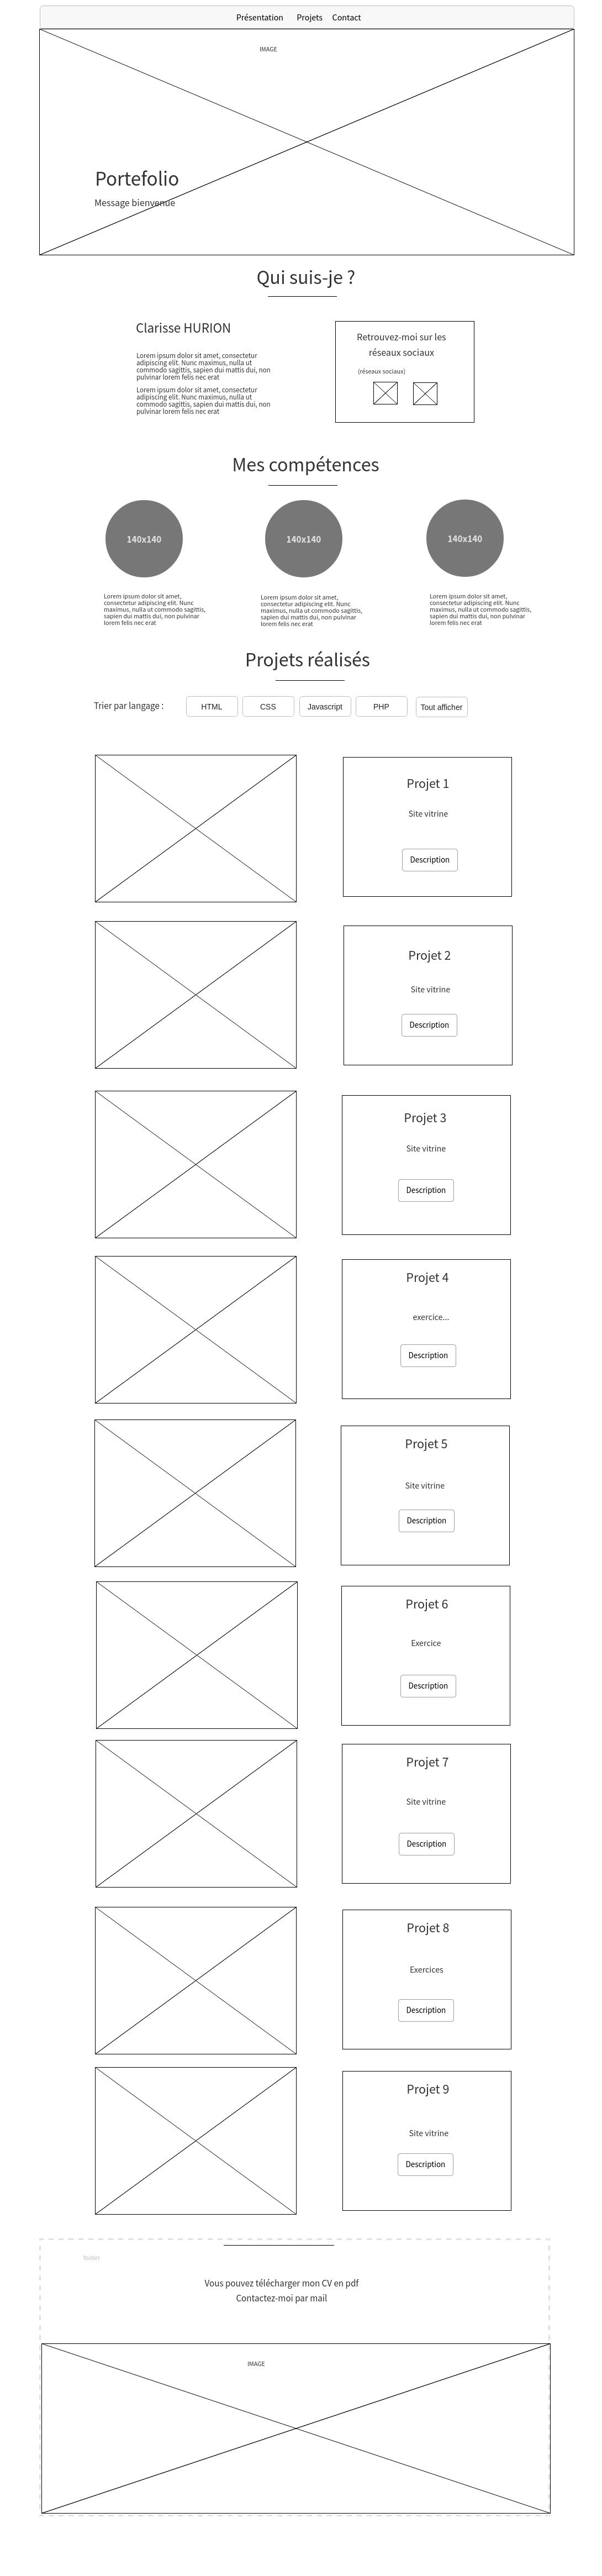 Présentation Projets Contact
IMAGE
Portefolio
Message bienvenue
Qui suis-je ?
Clarisse HURION
Lorem ipsum dolor sit amet, consectetur
adipiscing elit. Nunc maximus, nulla ut
commodo sagittis, sapien dui mattis dui, non
pulvinar lorem felis nec erat
Lorem ipsum dolor sit amet, consectetur
adipiscing elit. Nunc maximus, nulla ut
commodo sagittis, sapien dui mattis dui, non
pulvinar lorem felis nec erat
Retrouvez-moi sur les
réseaux sociaux
(réseaux sociaux)
Mes compétences
140x140
140x140
140x140
Lorem ipsum dolor sit amet,
consectetur adipiscing elit. Nunc
maximus, nulla ut commodo sagittis,
sapien dui mattis dui, non pulvinar
lorem felis nec erat
Lorem ipsum dolor sit amet,
consectetur adipiscing elit. Nunc
maximus, nulla ut commodo sagittis,
sapien dui mattis dui, non pulvinar
lorem felis nec erat
Lorem ipsum dolor sit amet,
consectetur adipiscing elit. Nunc
maximus, nulla ut commodo sagittis,
sapien dui mattis dui, non pulvinar
lorem felis nec erat
Projets réalisés
Trier par langage :
HTML
CSS
Javascript
PHP
Tout afficher
Projet 1
Site vitrine
Description
Projet 2
Site vitrine
Description
Projet 3
Site vitrine
Description
Projet 4
exercice...
Description
Projet 5
Site vitrine
Description
Projet 6
Exercice
Description
Projet 7
Site vitrine
Description
Projet 8
Exercices
Description
Projet 9
Site vitrine
Description
footer
Vous pouvez télécharger mon CV en pdf
Contactez-moi par mail
IMAGE